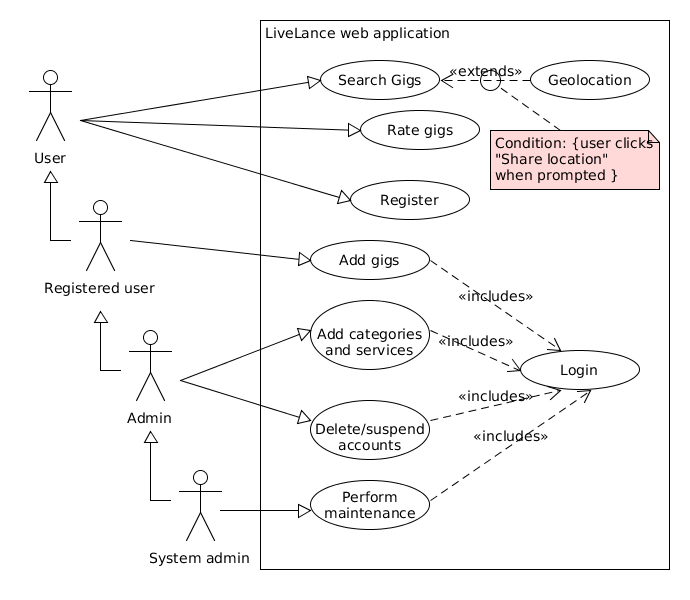 LiveLance web application
Search Gigs
«extends»
Geolocation
Rate gigs
Condition: {user clicks
"Share location"
when prompted }
User
Register
Registered user
Add gigs
«includes»
Add categories
and services
«includes»
Login
Admin
Delete/suspend
accounts
«includes»
«includes»
Perform
maintenance
System admin